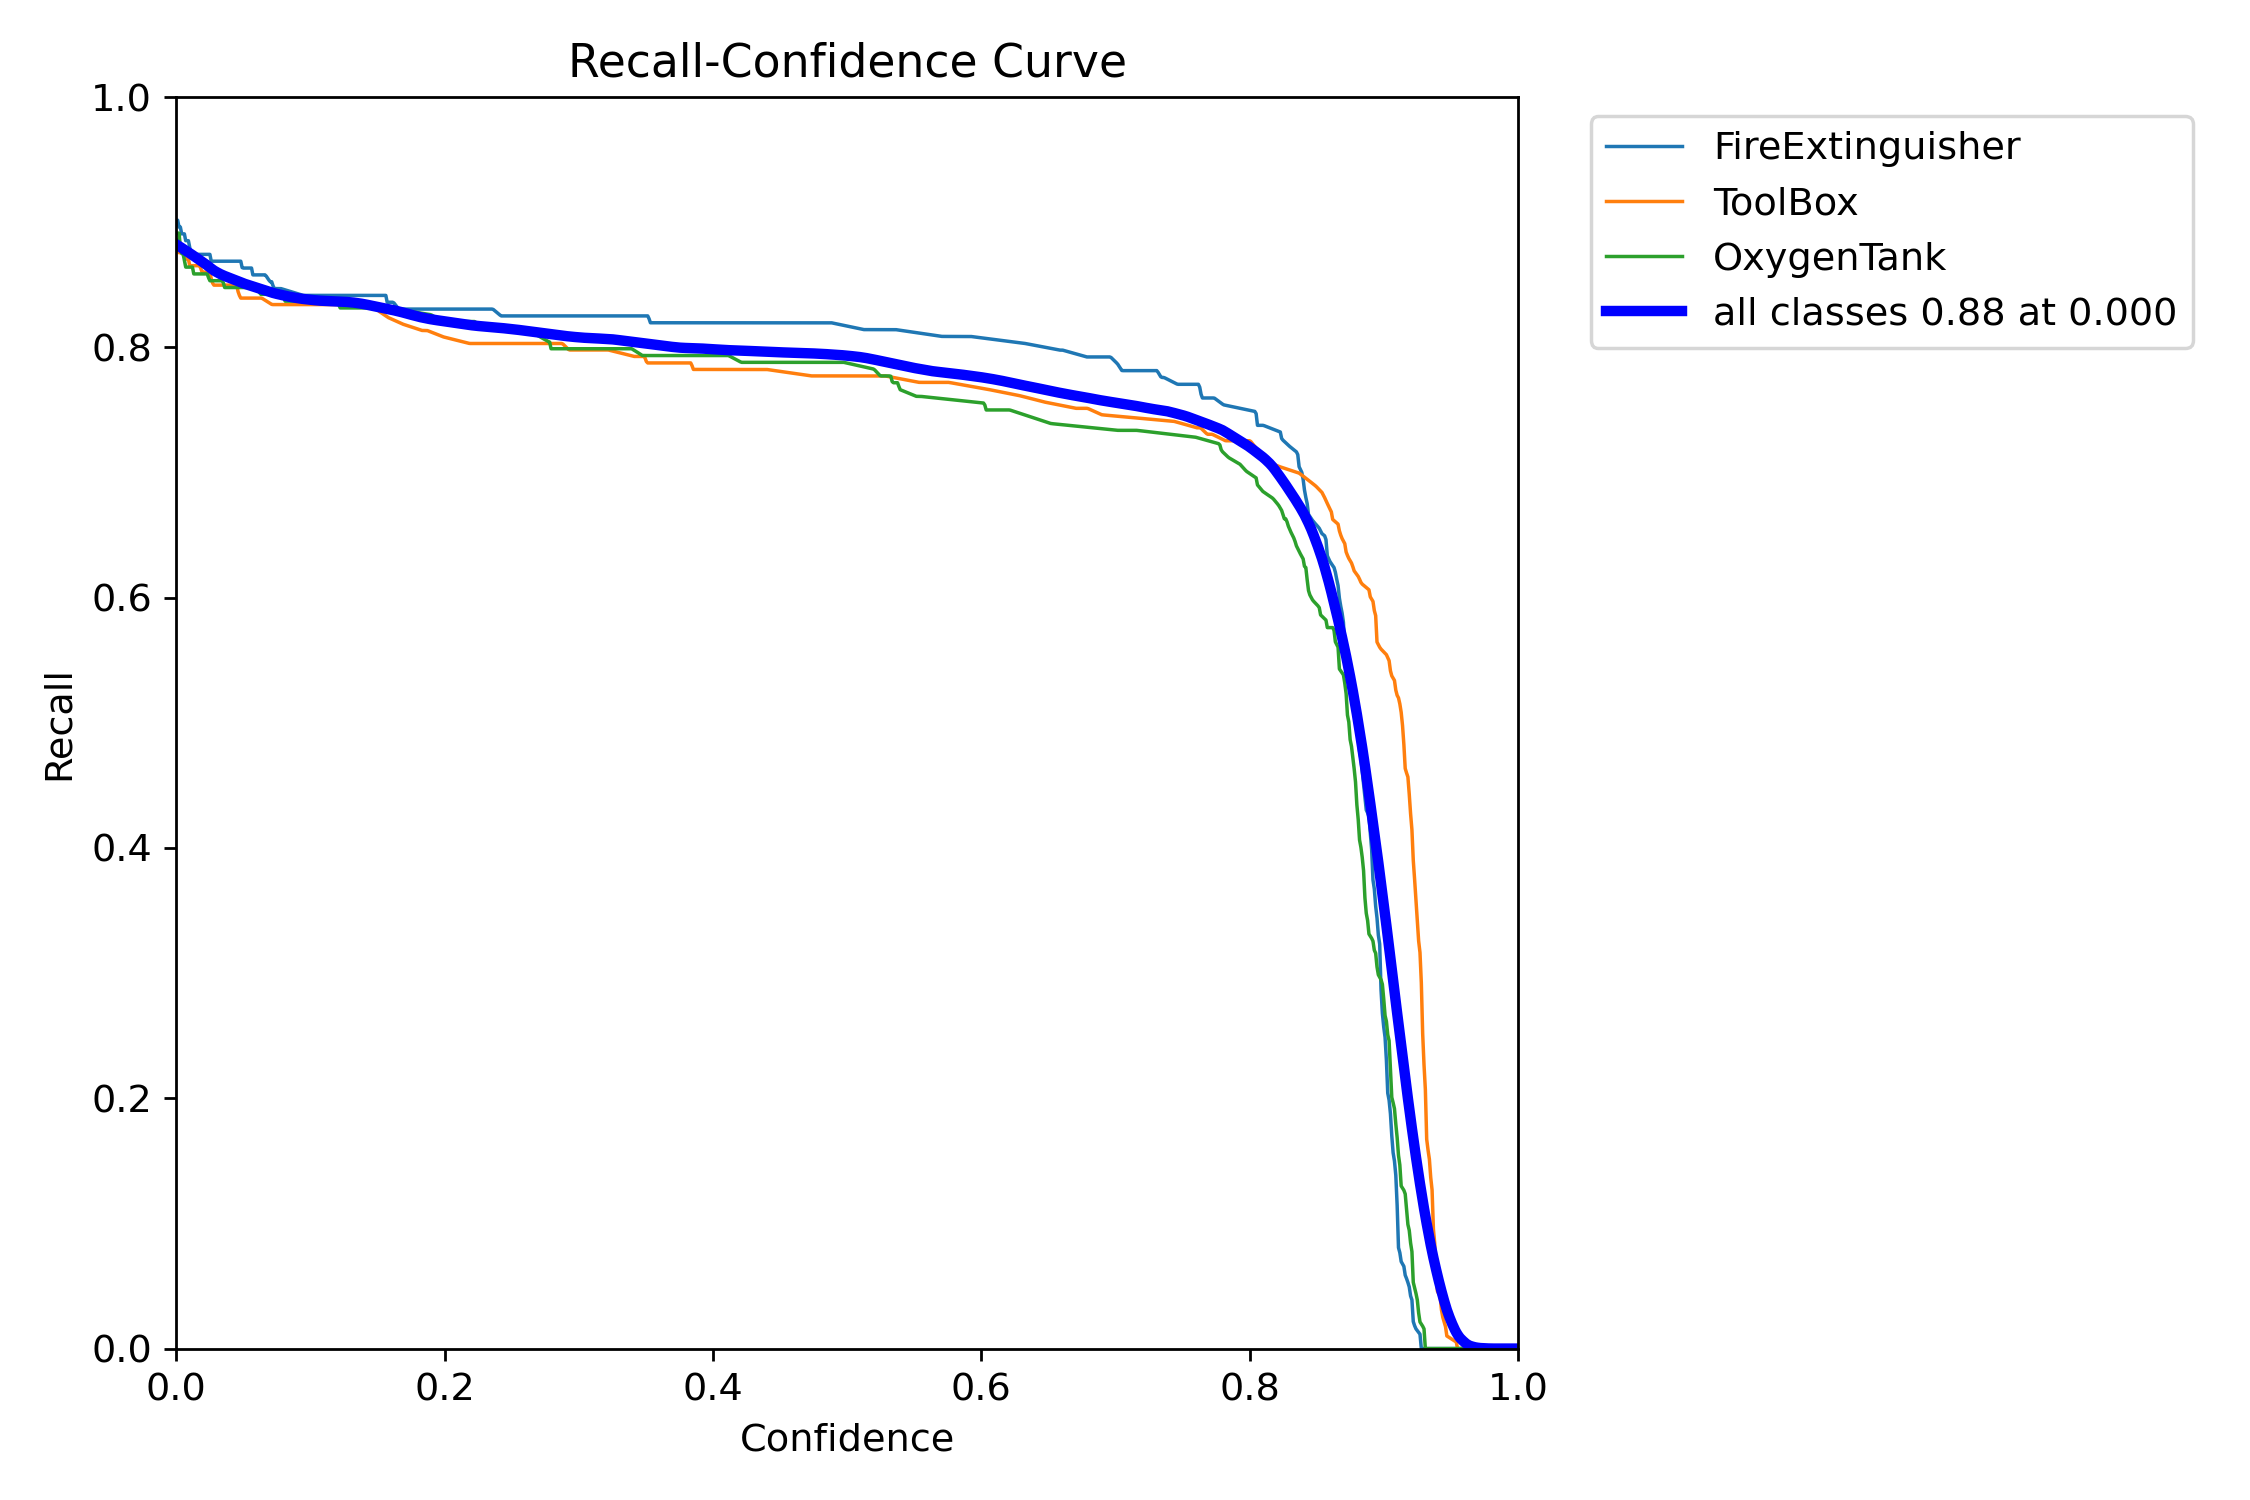 Recall-Confidence Curve
1.0
0.8
0.6
0.4
0.2
0.0
Recall
0.0 0.2 0.4 0.6 0.8 1.0
Confidence
FireExtinguisher
ToolBox
OxygenTank
all classes 0.88 at 0.000